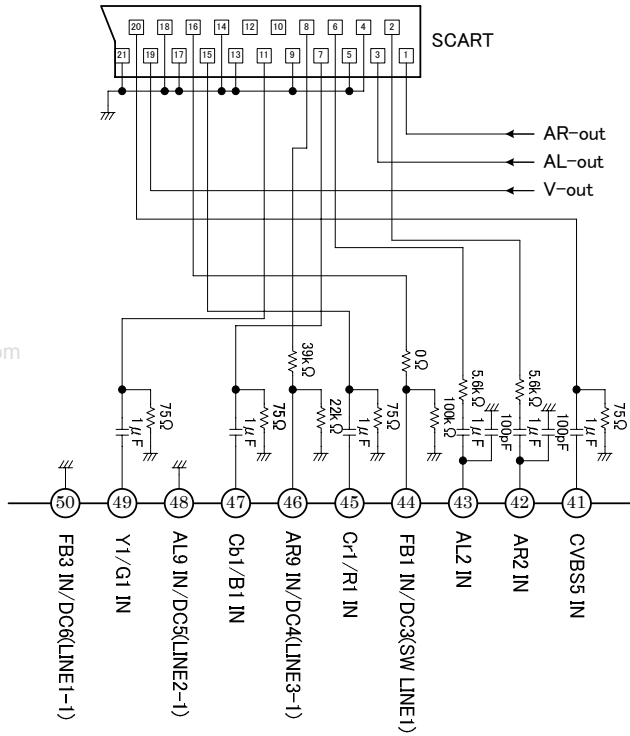 20 18 16 14 12 10 8 6 4 2
21 19 17 15 13 11 9 7 5 3 1
SCART
AR-out
AL-out
V-out
om
75Ω
1μF
75Ω
1μF
39kΩ
22kΩ
75Ω
1μF
0Ω
100kΩ
5.6kΩ
1μF
100pF
5.6kΩ
1μF
100pF
75Ω
1μF
50 49 48 47 46 45 44 43 42 41
FB3 IN/DC6(LINE1-1)
Y1/G1 IN
AL9 IN/DC5(LINE2-1)
Cb1/B1 IN
AR9 IN/DC4(LINE3-1)
Cr1/R1 IN
FB1 IN/DC3(SW LINE1)
AL2 IN
AR2 IN
CVBS5 IN